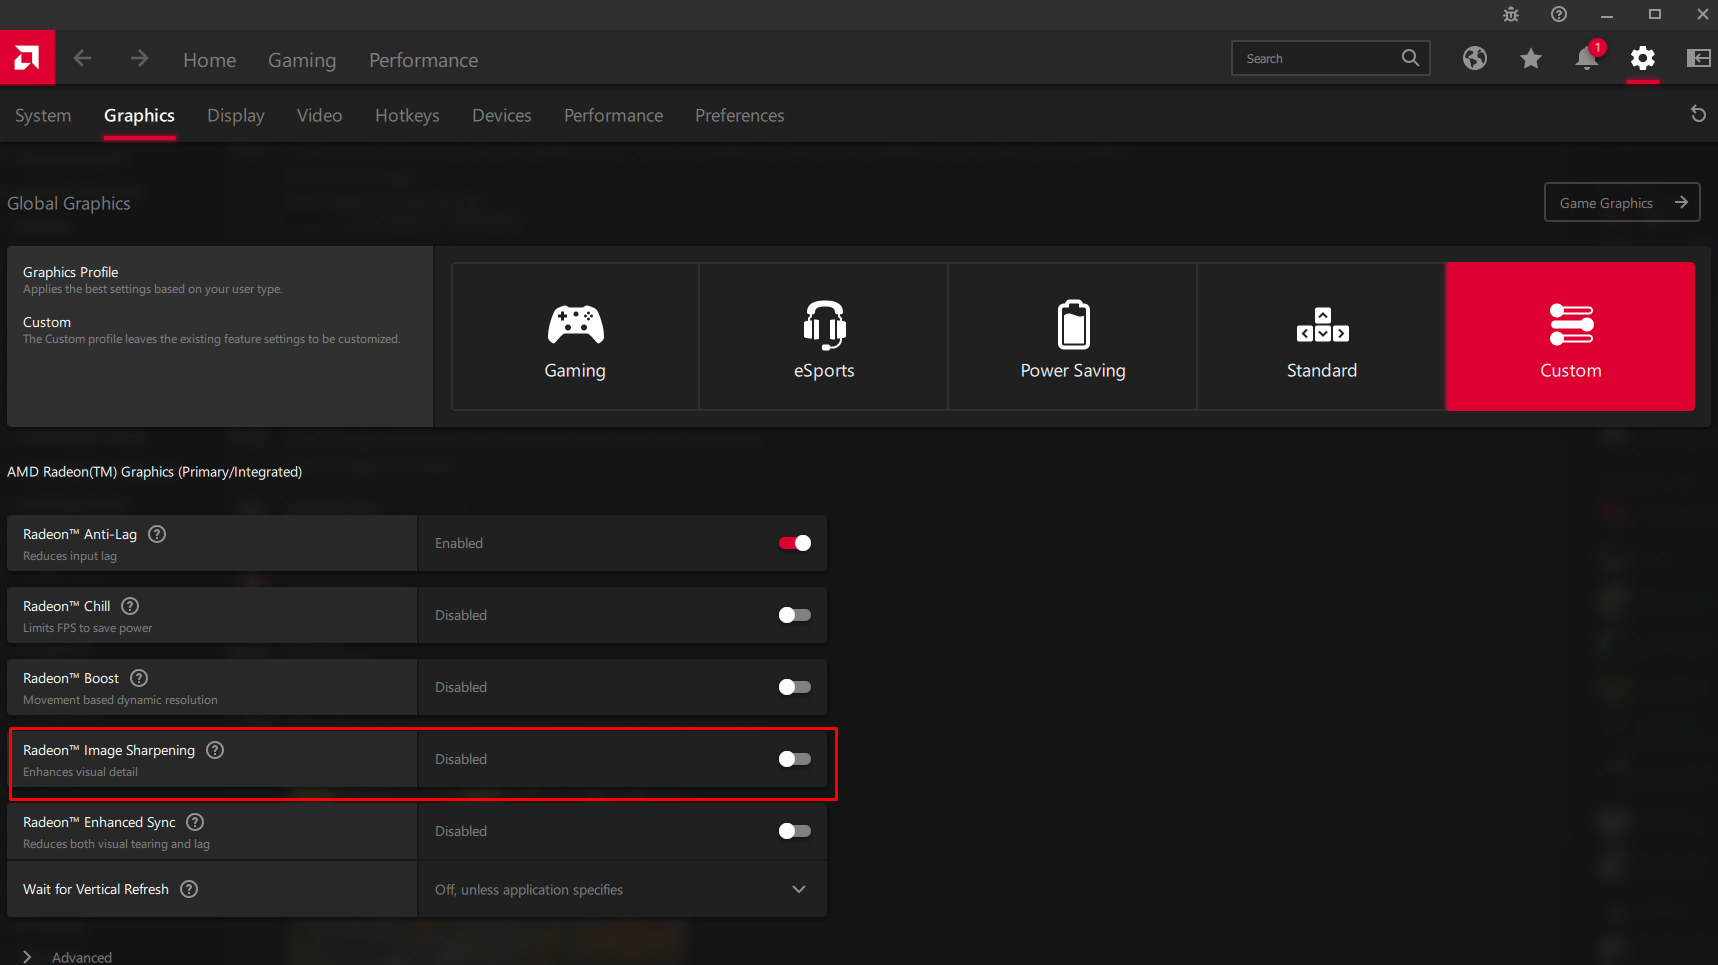 1
Home Gaming Performance Search
System Graphics Display Video Hotkeys Devices Performance Preferences
Global Graphics
Game Graphics
Graphics Profile
Applies the best settings based on your user type.
Custom
The Custom profile leaves the existing feature settings to be customized.
Gaming eSports Power Saving Standard Custom
AMD Radeon(TM) Graphics (Primary/Integrated)
Radeon™ Anti-Lag
Reduces input lag
Enabled
Radeon™ Chill
Limits FPS to save power
Disabled
Radeon™ Boost
Movement based dynamic resolution
Disabled
Radeon™ Image Sharpening
Enhances visual detail
Disabled
Radeon™ Enhanced Sync
Reduces both visual tearing and lag
Disabled
Wait for Vertical Refresh
Off, unless application specifies
Advanced